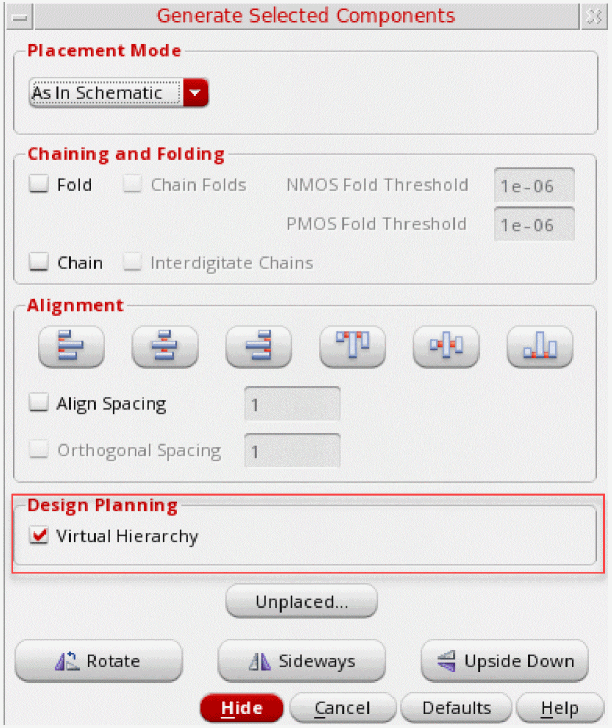 Generate Selected Components
Placement Mode
As In Schematic
Chaining and Folding
Fold Chain Folds NMOS Fold Threshold 1e-06
PMOS Fold Threshold 1e-06
Chain Interdigitate Chains
Alignment
Align Spacing 1
Orthogonal Spacing 1
Design Planning
Virtual Hierarchy
Unplaced...
Rotate Sideways Upside Down
Hide Cancel Defaults Help